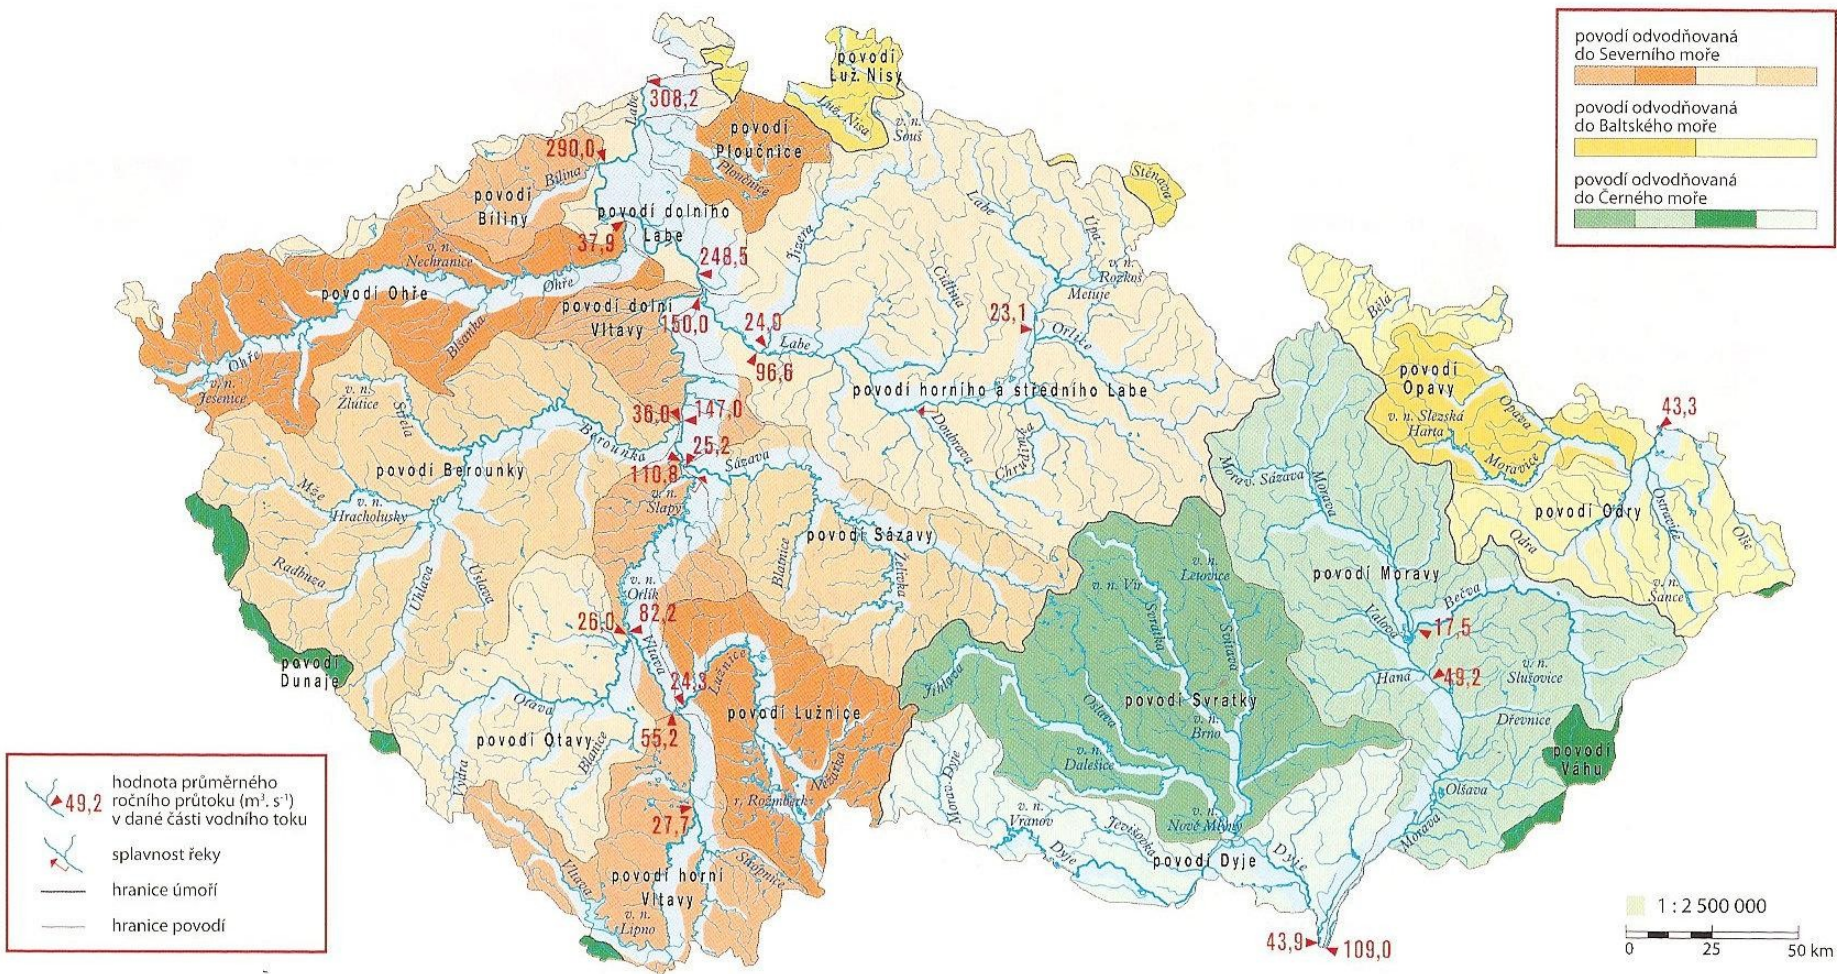 povodí odvodňovaná
do Severního moře
povodí odvodňovaná
do Baltského moře
povodí odvodňovaná
do Černého moře
povodí
Luž. Nisy
Luž. Nisa
v. n.
Souš
308,2
Labe
povodí
Ploučnice
Ploučnice
290,0
Bílina
povodí
Bíliny
povodí dolního
Labe
37,9
248,5
Stěnava
Labe
Úpa
v. n.
Rozkoš
Metuje
Jizera
Cidlina
v. n.
Nechranice
povodí Ohře
Ohře
Ohře
Blšanka
povodí dolní
Vltavy
150,0
24,0
Labe
96,6
23,1
Orlice
Bělá
v. n.
Jesenice
v. n.
Žlutice
Střela
povodí horního a středního Labe
povodí
Opavy
v. n. Slezská
Harta
Opava
Moravice
43,3
36,0
147,0
Berounka
25,2
110,8
Sázava
v. n.
Slapy
Doubrava
Chrudimka
Morav. Sázava
Morava
povodí Berounky
Mže
v. n.
Hracholusky
Radbuza
Úhlava
Úslava
povodí Sázavy
Blanice
Želivka
povodí Odry
Odra
Ostravice
Olše
v. n.
Šance
v. n. Vír
v. n.
Letovice
Svratka
Svitava
povodí Moravy
Bečva
Valová
17,5
v. n.
Orlík
26,0
82,2
Vltava
24,3
Lužnice
povodí
Dunaje
Otava
povodí Otavy
Blanice
Vydra
55,2
povodí Lužnice
Nežárka
r. Rožmberk
Jihlava
Oslava
povodí Svratky
v. n.
Brno
v. n.
Dalešice
Haná
49,2
v. n.
Slušovice
Dřevnice
povodí
Váhu
27,7
Morav. Dyje
v. n.
Vranov
Jevišovka
v. n.
Nové Mlýny
Olšava
Morava
Vltava
povodí horní
Vltavy
v. n.
Lipno
Dyje
povodí Dyje
Dyje
43,9
109,0
49,2
hodnota průměrného
ročního průtoku (m³. s⁻¹)
v dané části vodního toku
splavnost řeky
hranice úmoří
hranice povodí
1 : 2 500 000
0 25 50 km